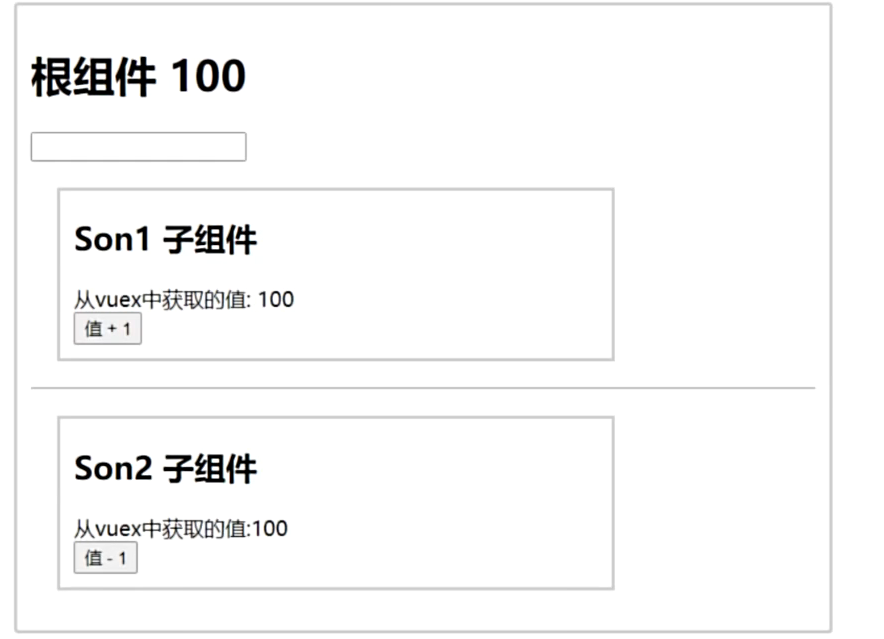 根组件 100
Son1 子组件
从vuex中获取的值: 100
值 + 1
Son2 子组件
从vuex中获取的值:100
值 - 1